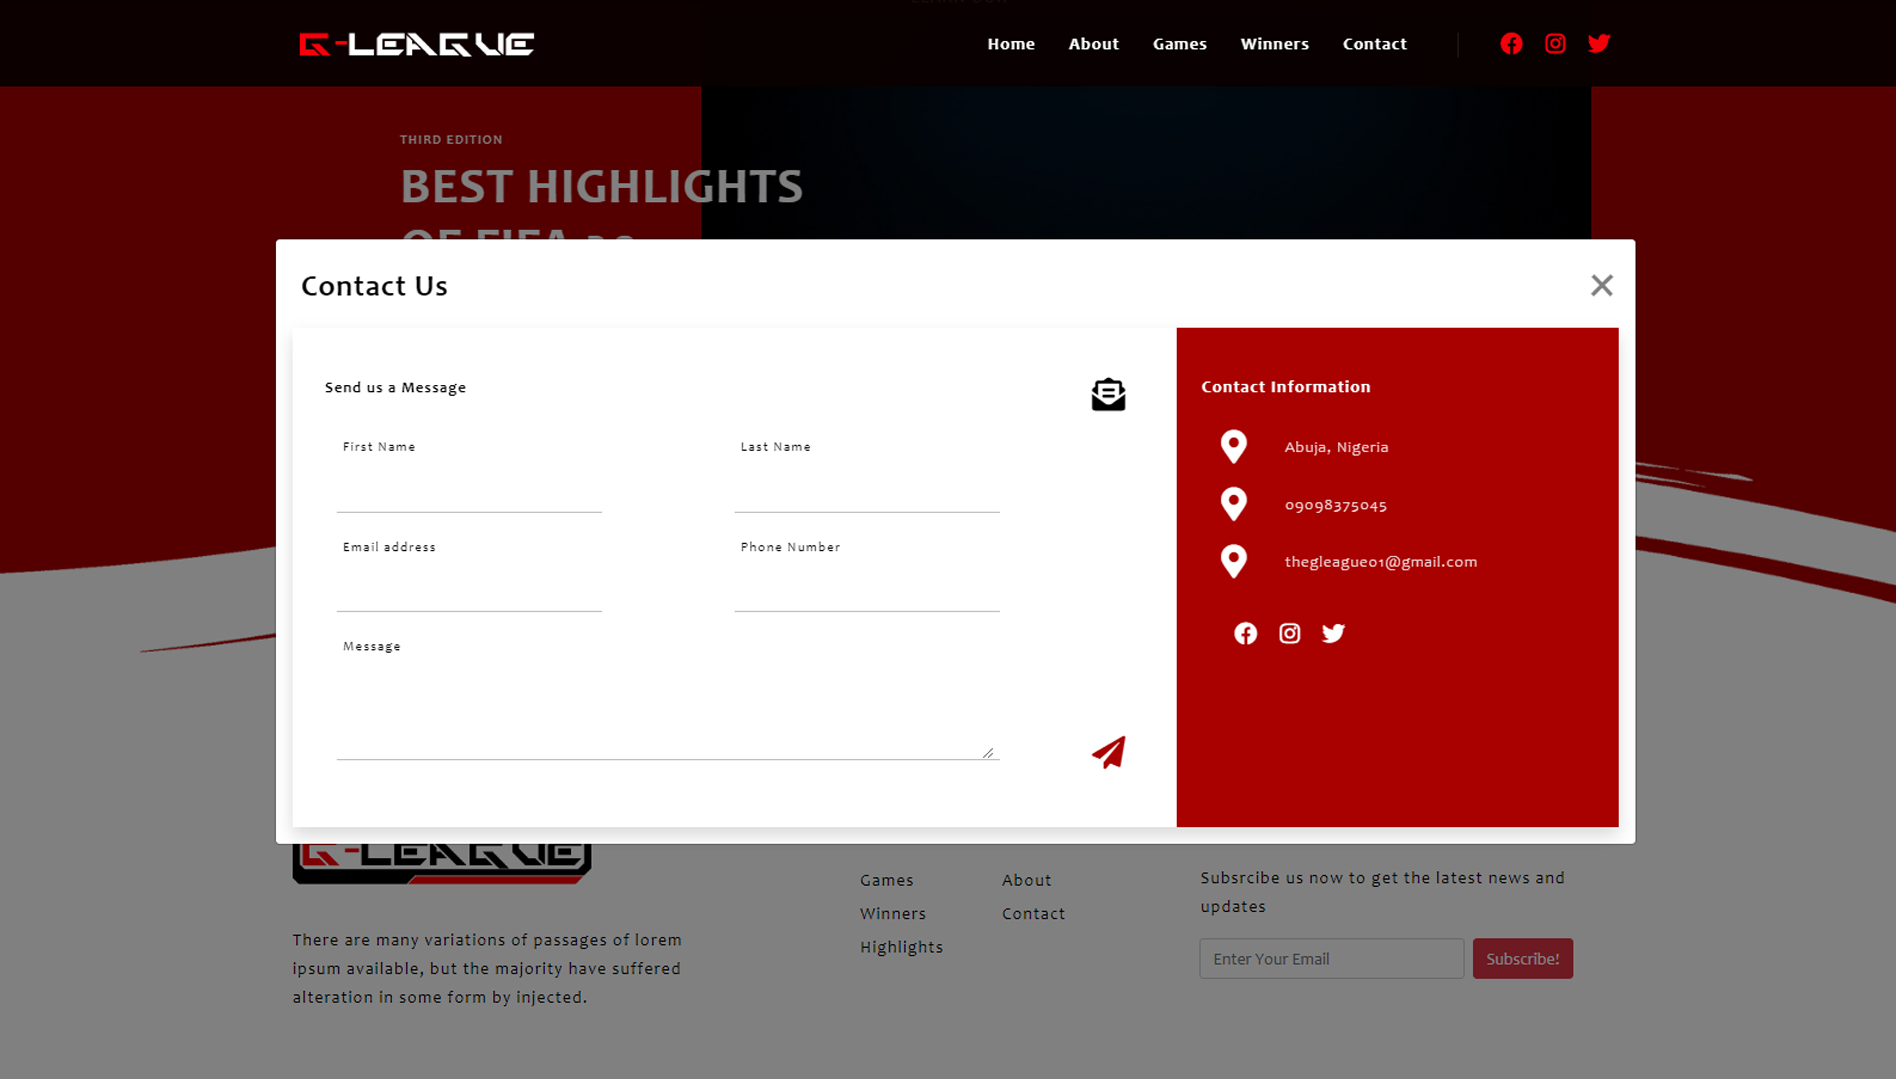 G-LEAGUE
Home
About
Games
Winners
Contact
THIRD EDITION
BEST HIGHLIGHTS
OF FIFA 20
Contact Us
Send us a Message
First Name
Last Name
Email address
Phone Number
Message
Contact Information
Abuja, Nigeria
09098375045
thegleague01@gmail.com
G-LEAGUE
There are many variations of passages of lorem
ipsum available, but the majority have suffered
alteration in some form by injected.
Games
Winners
Highlights
About
Contact
Subsrcibe us now to get the latest news and
updates
Enter Your Email
Subscribe!